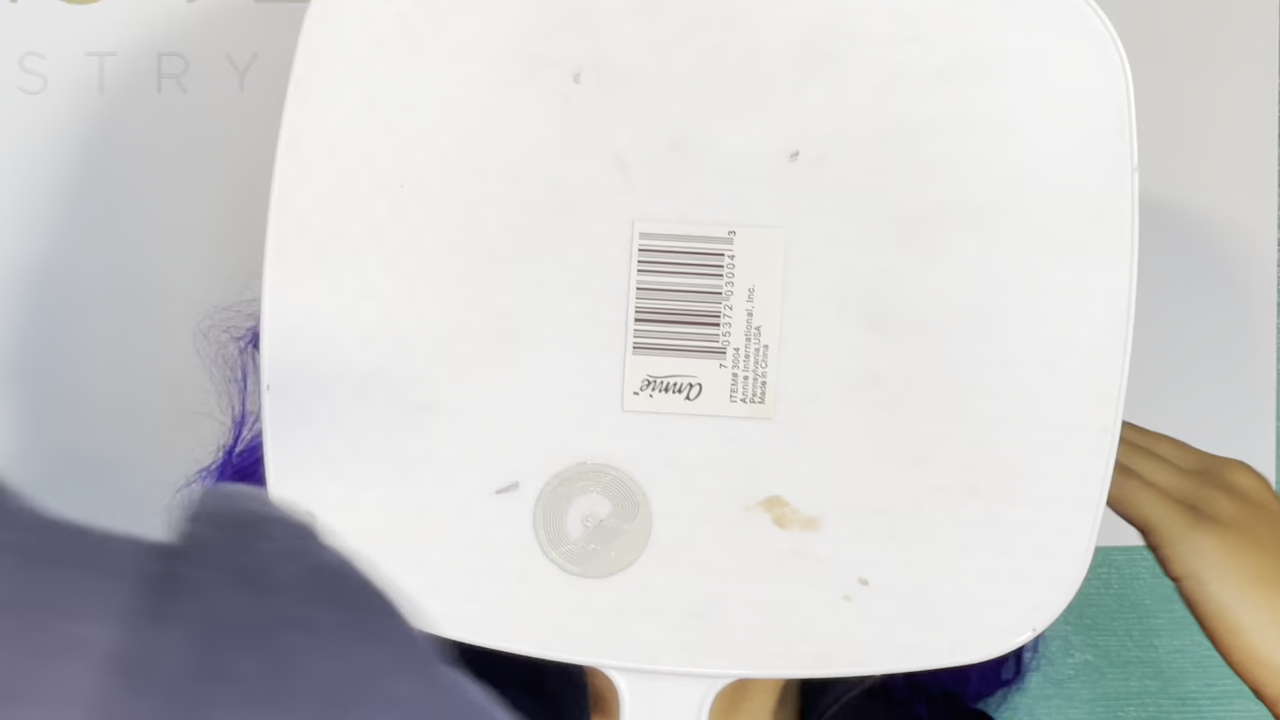 STRY
7 05372 03004 3
annie
ITEM# 3004
Annie International, Inc.
Pennsylvania,USA
Made In China